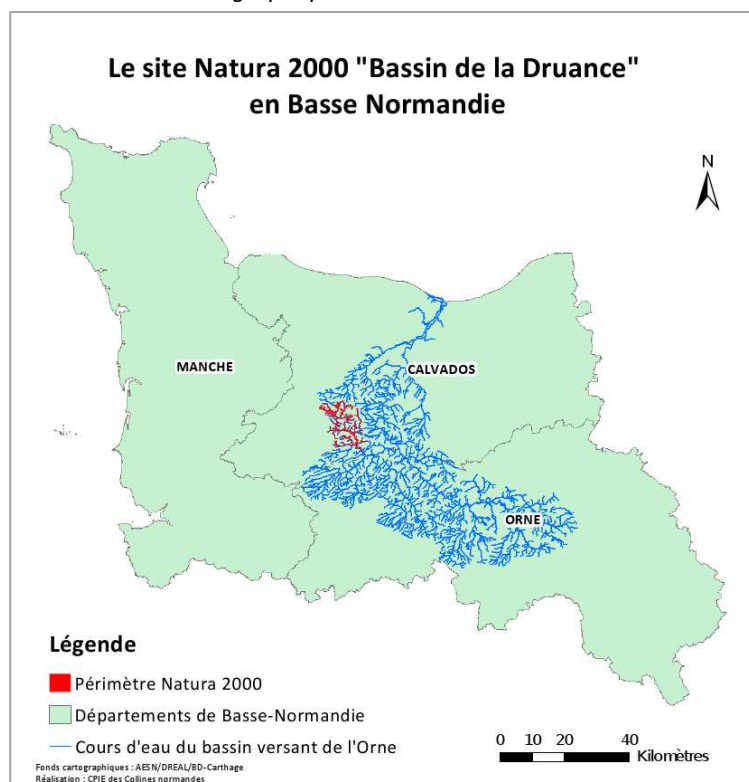 Le site Natura 2000 "Bassin de la Druance"
en Basse Normandie
N
MANCHE
CALVADOS
ORNE
Légende
Périmètre Natura 2000
Départements de Basse-Normandie
Cours d'eau du bassin versant de l'Orne
0 10 20 40
Kilomètres
Fonds cartographiques : AESN/DREAL/BD-Carthage
Réalisation : CPIE des Collines normandes